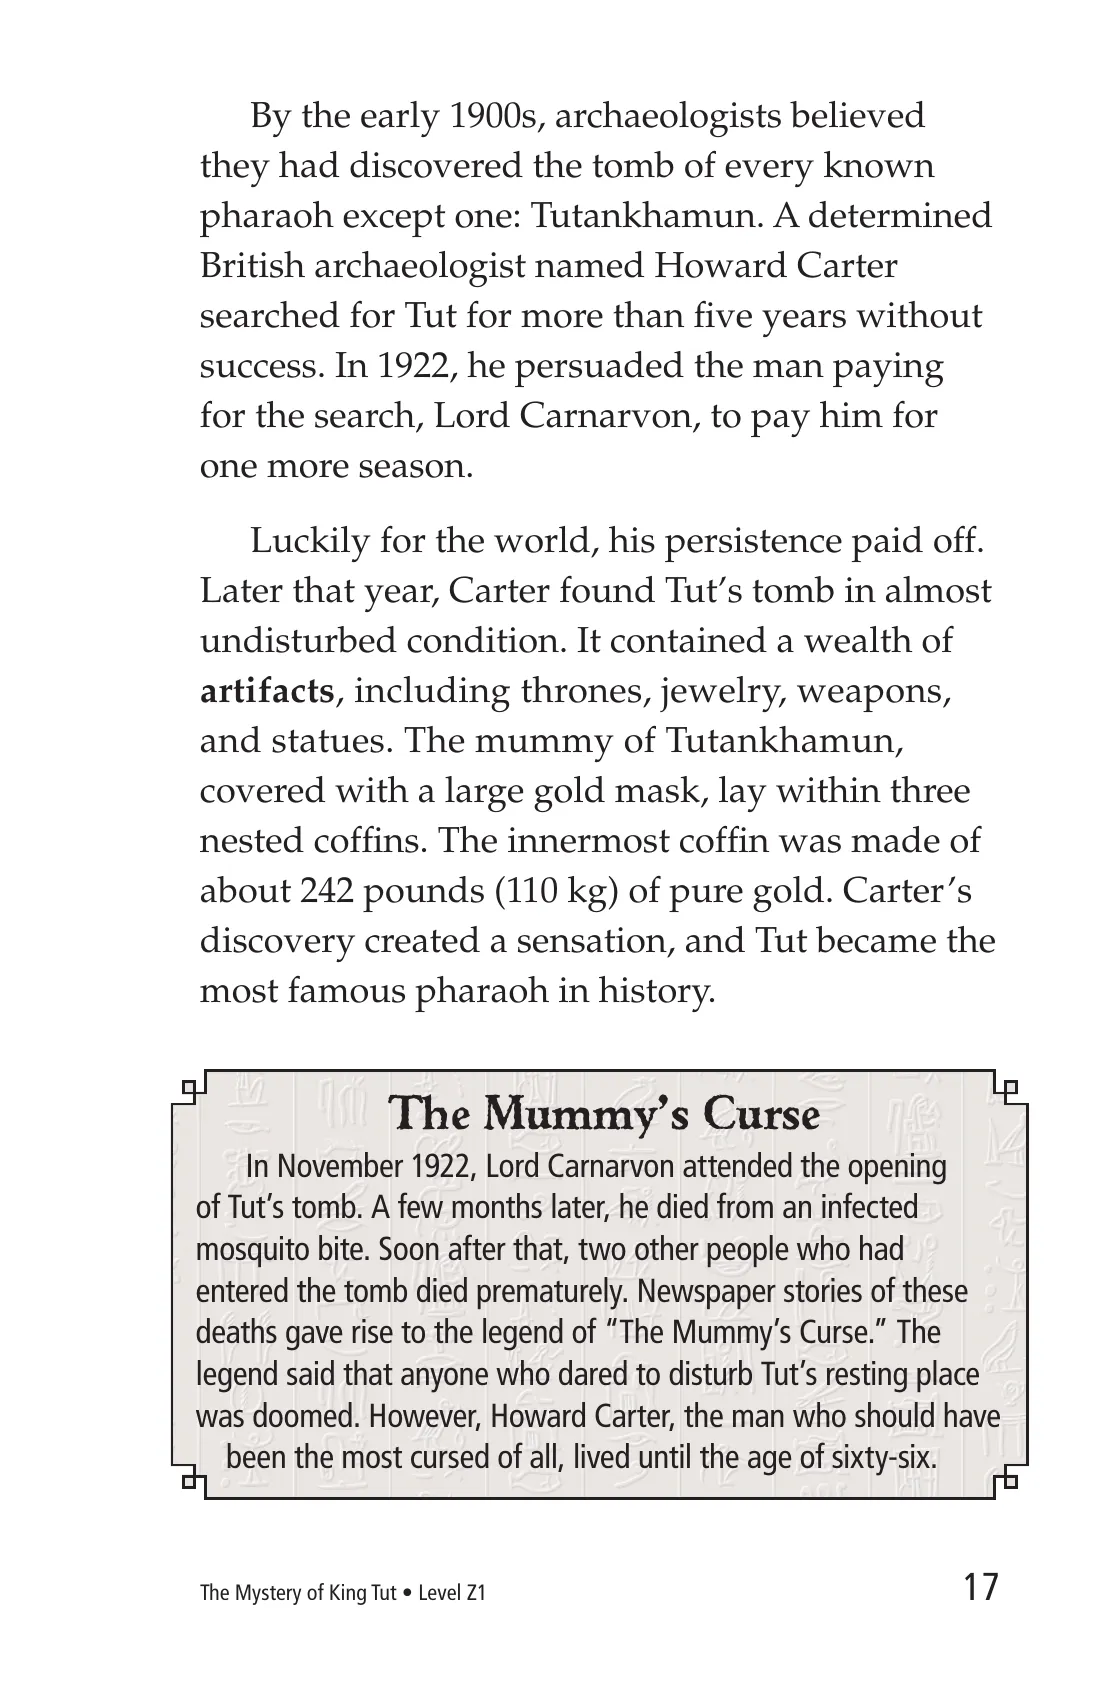 By the early 1900s, archaeologists believed
they had discovered the tomb of every known
pharaoh except one: Tutankhamun. A determined
British archaeologist named Howard Carter
searched for Tut for more than five years without
success. In 1922, he persuaded the man paying
for the search, Lord Carnarvon, to pay him for
one more season.
Luckily for the world, his persistence paid off.
Later that year, Carter found Tut’s tomb in almost
undisturbed condition. It contained a wealth of
artifacts, including thrones, jewelry, weapons,
and statues. The mummy of Tutankhamun,
covered with a large gold mask, lay within three
nested coffins. The innermost coffin was made of
about 242 pounds (110 kg) of pure gold. Carter’s
discovery created a sensation, and Tut became the
most famous pharaoh in history.
The Mummy’s Curse
In November 1922, Lord Carnarvon attended the opening
of Tut’s tomb. A few months later, he died from an infected
mosquito bite. Soon after that, two other people who had
entered the tomb died prematurely. Newspaper stories of these
deaths gave rise to the legend of “The Mummy’s Curse.” The
legend said that anyone who dared to disturb Tut’s resting place
was doomed. However, Howard Carter, the man who should have
been the most cursed of all, lived until the age of sixty-six.
The Mystery of King Tut • Level Z1
17